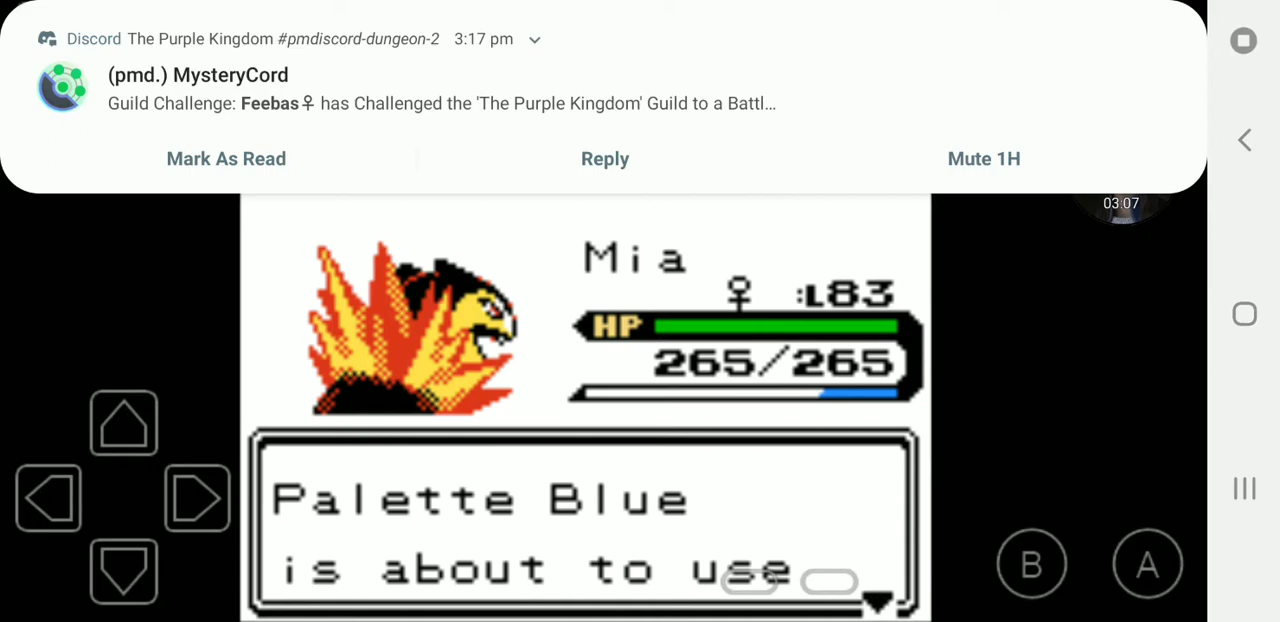 Discord The Purple Kingdom #pmdiscord-dungeon-2 3:17 pm
(pmd.) MysteryCord
Guild Challenge: Feebas♀ has Challenged the 'The Purple Kingdom' Guild to a Battl...
Mark As Read Reply Mute 1H
03:07
Mia
♀ :L83
HP
265/265
Palette Blue
is about to use
B A